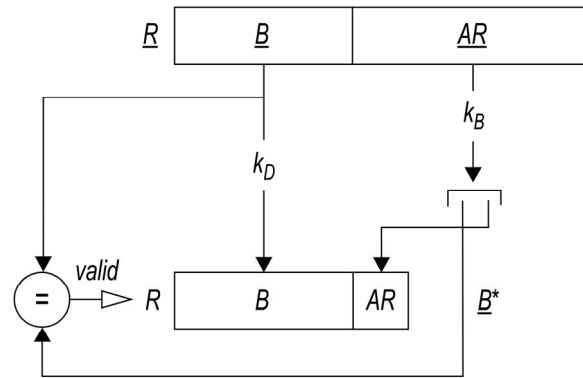 R B AR
k_B
k_D
valid
= R B AR B*